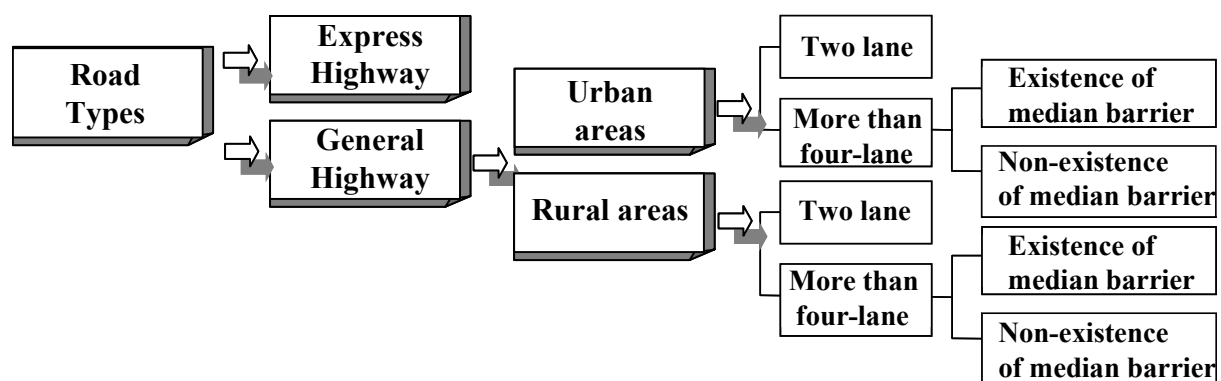 Road
Types
Express
Highway
General
Highway
Urban
areas
Rural areas
Two lane
More than
four-lane
Existence of
median barrier
Non-existence
of median barrier
Two lane
More than
four-lane
Existence of
median barrier
Non-existence
of median barrier